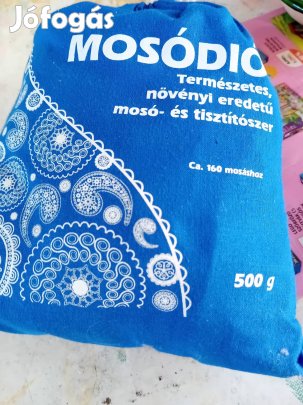 Jófogás
MOSÓDIÓ
Természetes,
növényi eredetű
mosó- és tisztítószer
Ca. 160 mosáshoz
500 g